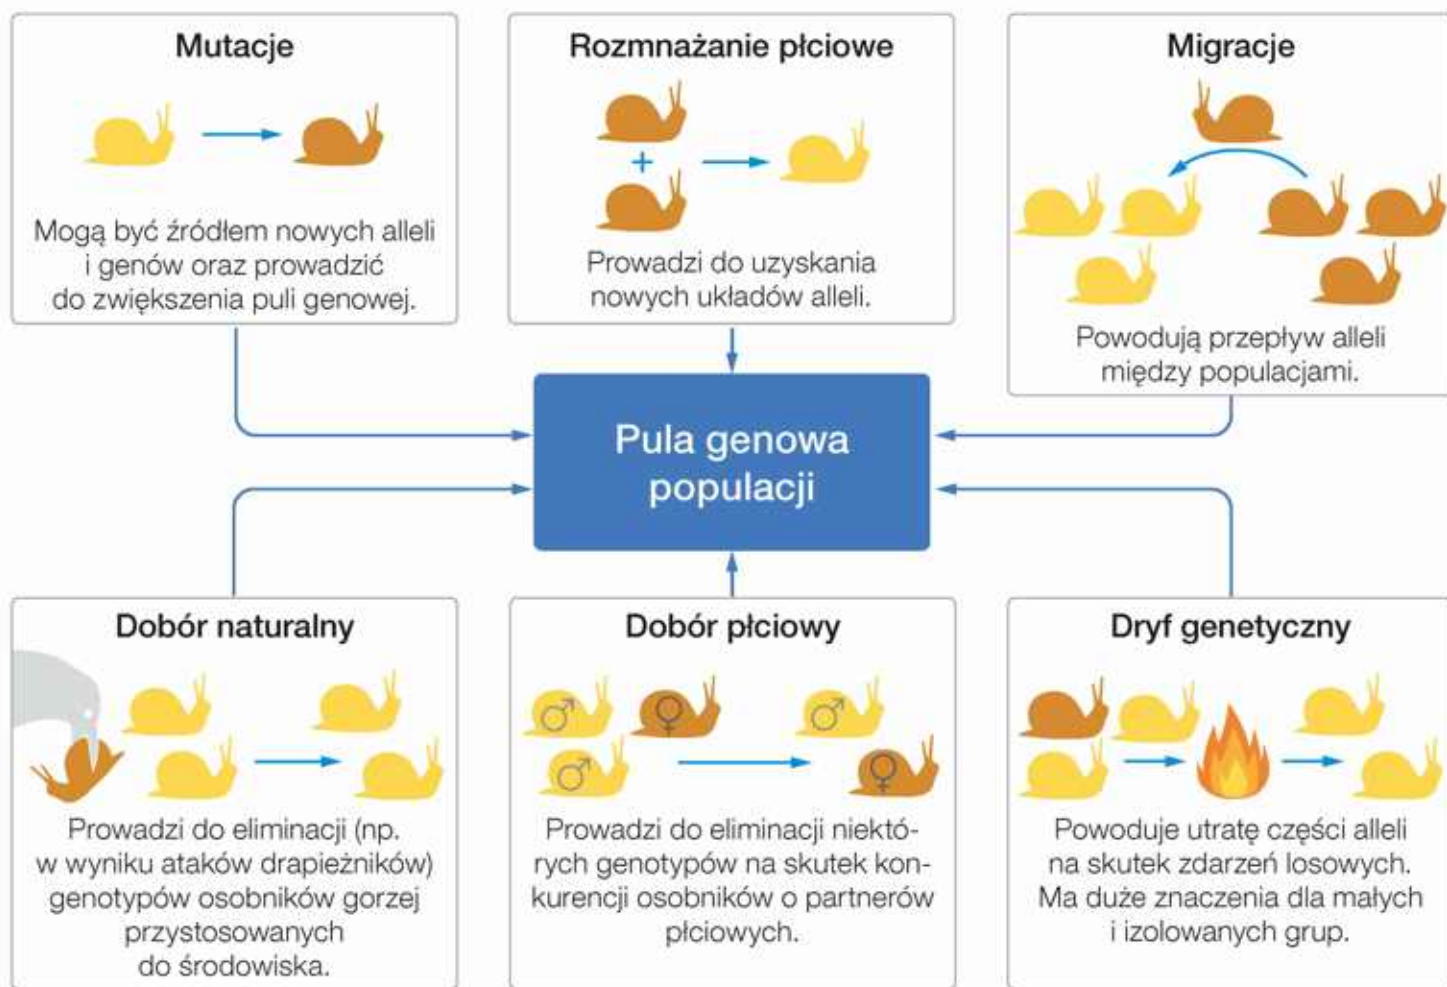 Mutacje
Mogą być źródłem nowych alleli
i genów oraz prowadzić
do zwiększenia puli genowej.
Rozmnażanie płciowe
+
Prowadzi do uzyskania
nowych układów alleli.
Migracje
Powodują przepływ alleli
między populacjami.
Pula genowa
populacji
Dobór naturalny
Prowadzi do eliminacji (np.
w wyniku ataków drapieżników)
genotypów osobników gorzej
przystosowanych
do środowiska.
Dobór płciowy
♂ ♀ ♂
♂ ♀
Prowadzi do eliminacji niektó-
rych genotypów na skutek kon-
kurencji osobników o partnerów
płciowych.
Dryf genetyczny
Powoduje utratę części alleli
na skutek zdarzeń losowych.
Ma duże znaczenia dla małych
i izolowanych grup.